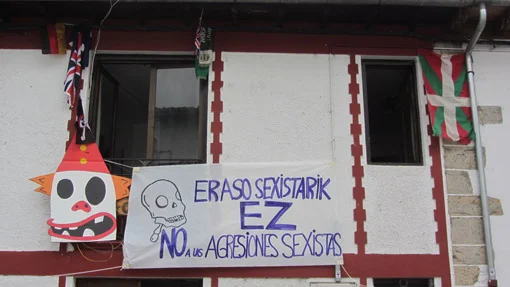 ERASO SEXISTARIK
EZ
NO A LAS AGRESIONES SEXISTAS